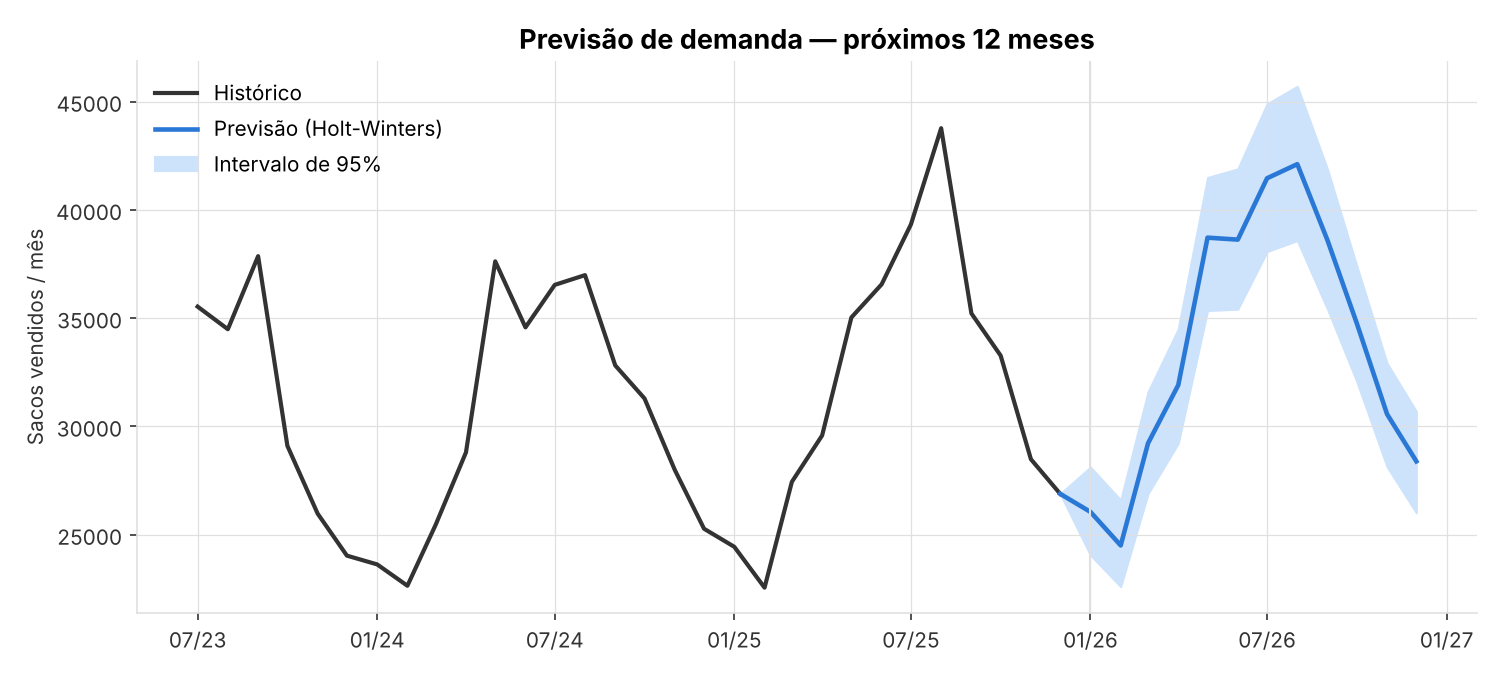 Previsão de demanda — próximos 12 meses
Histórico
Previsão (Holt-Winters)
Intervalo de 95%
Sacos vendidos / mês
45000
40000
35000
30000
25000
07/23
01/24
07/24
01/25
07/25
01/26
07/26
01/27